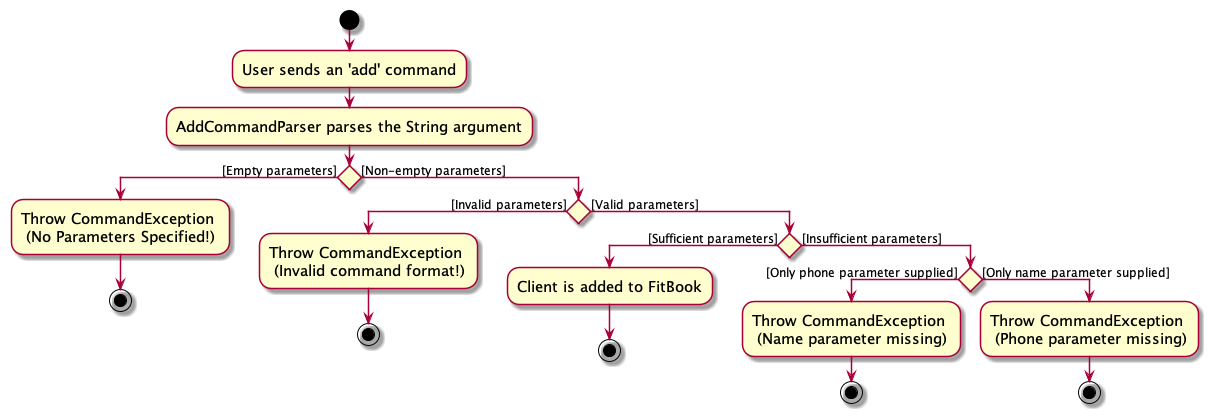 User sends an 'add' command
AddCommandParser parses the String argument
[Empty parameters]
[Non-empty parameters]
Throw CommandException
(No Parameters Specified!)
[Invalid parameters]
[Valid parameters]
Throw CommandException
(Invalid command format!)
[Sufficient parameters]
[Insufficient parameters]
Client is added to FitBook
[Only phone parameter supplied]
[Only name parameter supplied]
Throw CommandException
(Name parameter missing)
Throw CommandException
(Phone parameter missing)